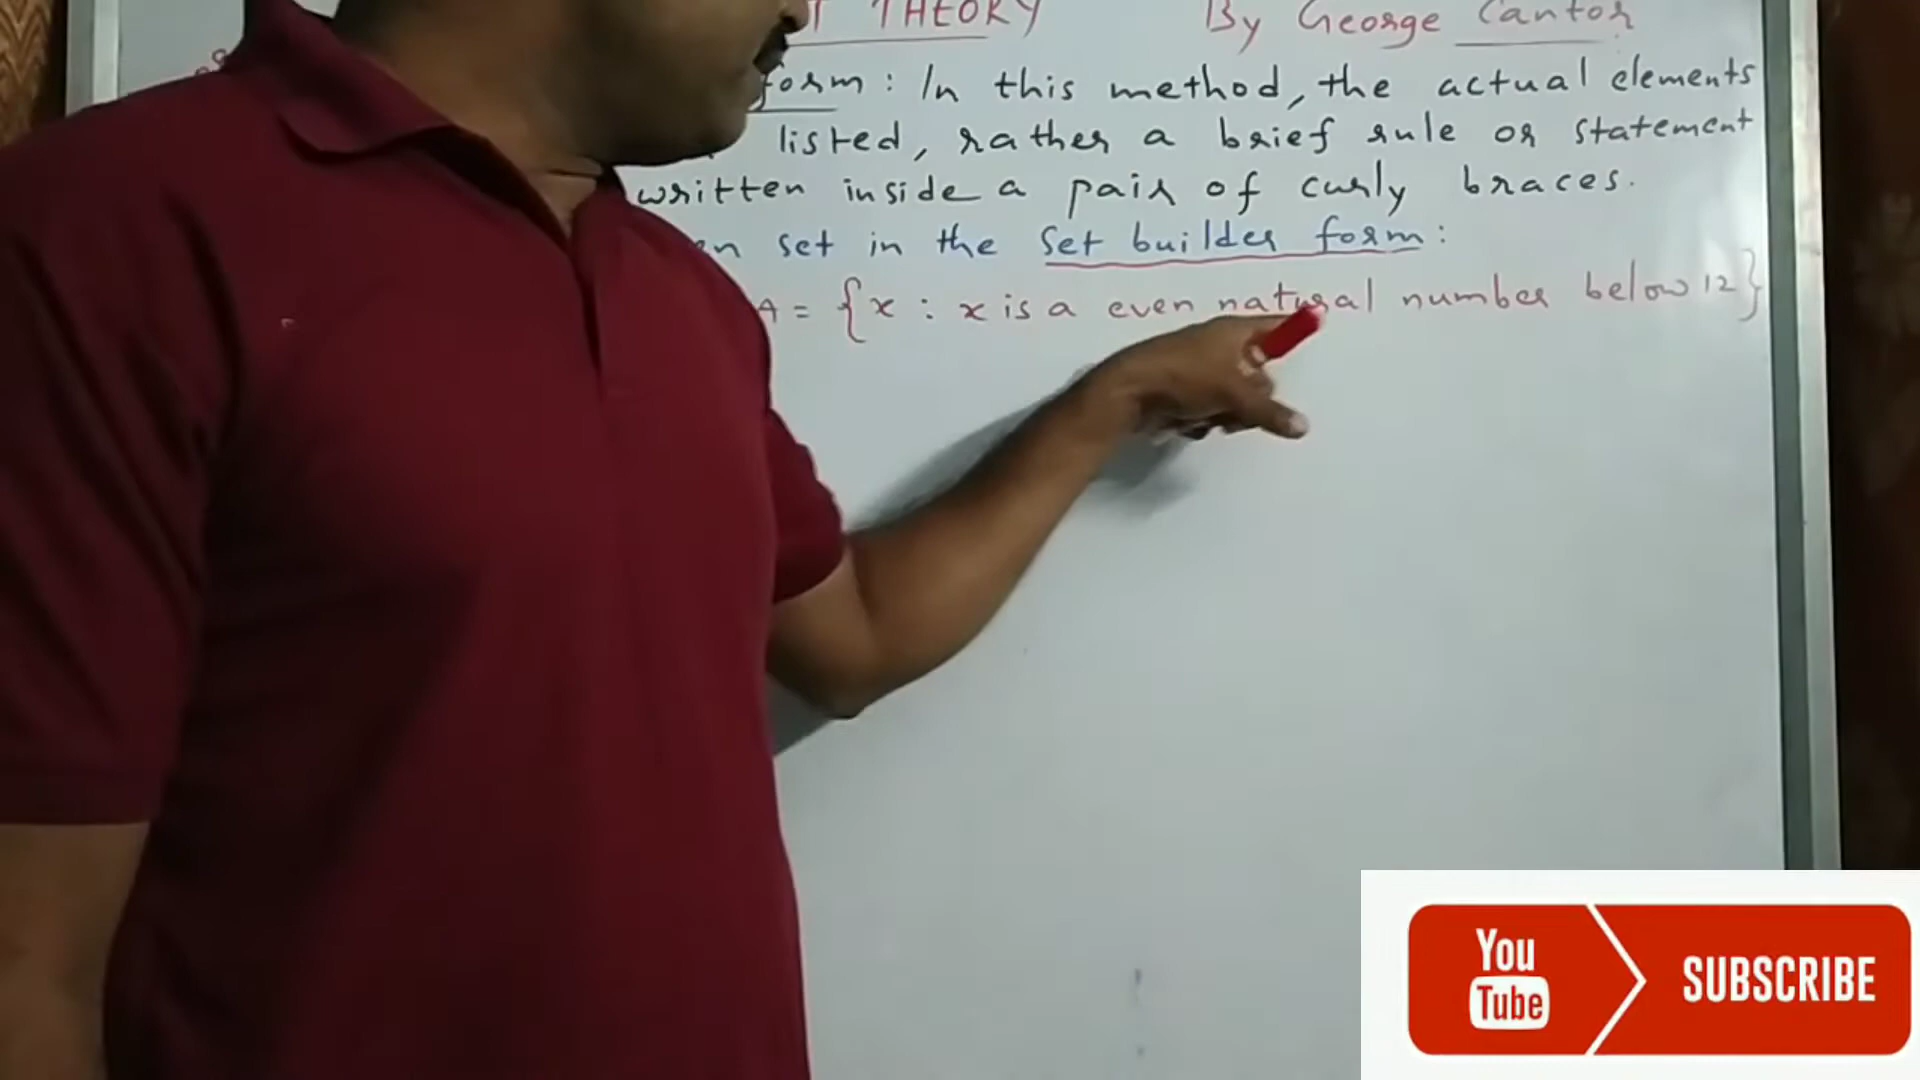 T THEORY By George Cantor
form : In this method, the actual elements
listed, rather a brief rule or statement
written inside a pair of curly braces.
en set in the Set builder form :
A = {x : x is a even natural number below 12}
You Tube SUBSCRIBE